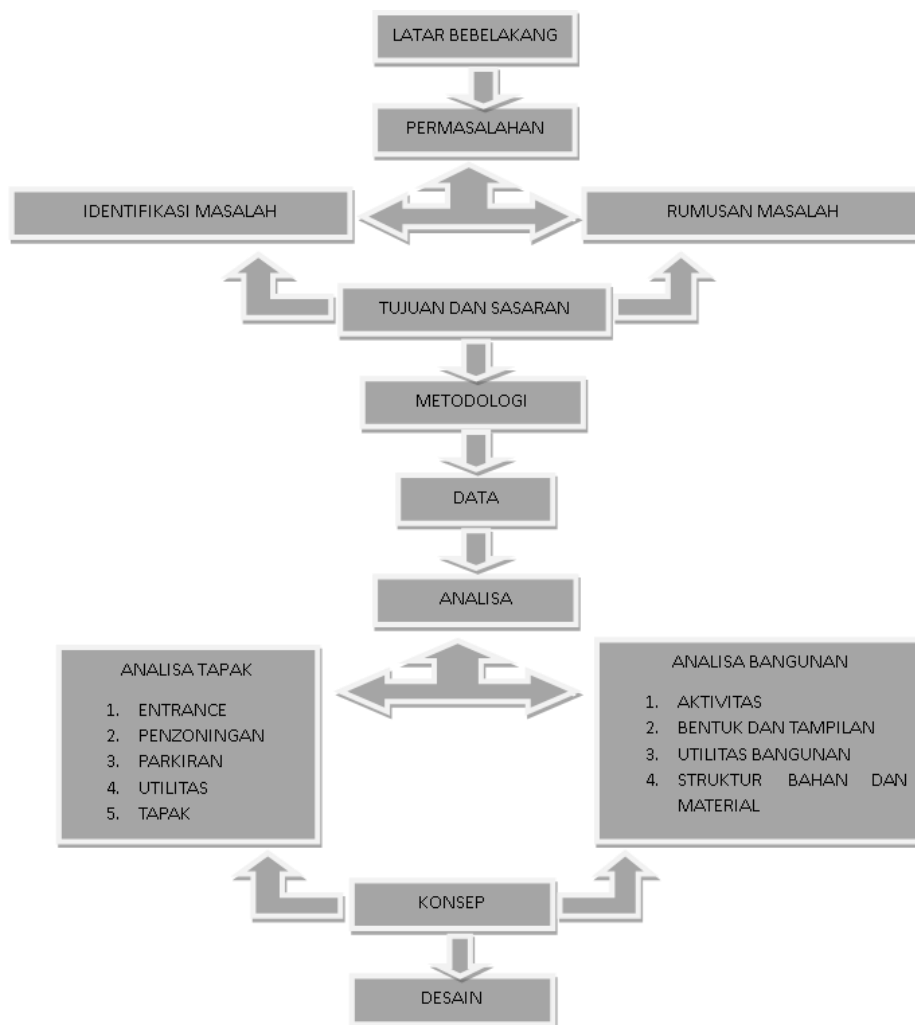 LATAR BEBELAKANG
PERMASALAHAN
IDENTIFIKASI MASALAH
RUMUSAN MASALAH
TUJUAN DAN SASARAN
METODOLOGI
DATA
ANALISA
ANALISA TAPAK
1. ENTRANCE
2. PENZONINGAN
3. PARKIRAN
4. UTILITAS
5. TAPAK
ANALISA BANGUNAN
1. AKTIVITAS
2. BENTUK DAN TAMPILAN
3. UTILITAS BANGUNAN
4. STRUKTUR BAHAN DAN
MATERIAL
KONSEP
DESAIN